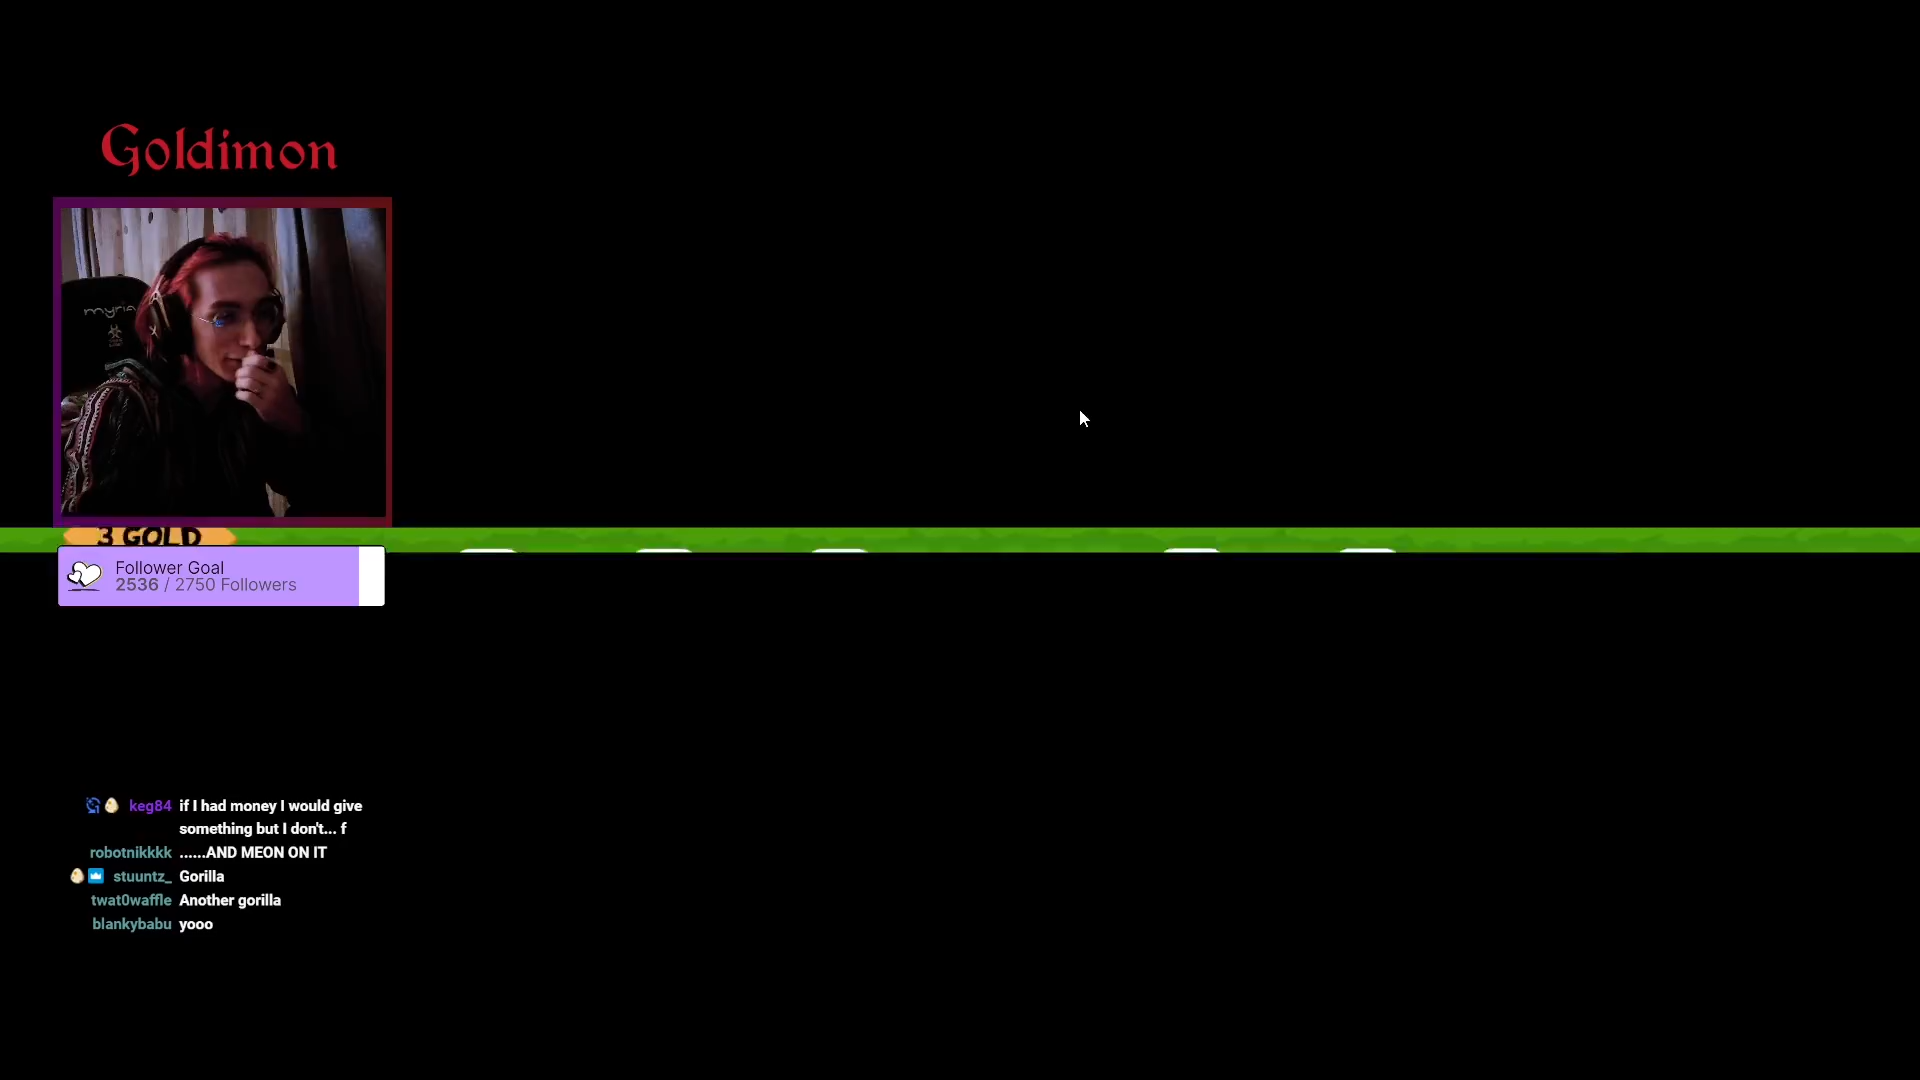 Goldimon
myria
3 GOLD
Follower Goal
2536 / 2750 Followers
keg84 if I had money I would give
something but I don't... f
robotnikkkk ......AND MEON ON IT
stuuntz_ Gorilla
twat0waffle Another gorilla
blankybabu yooo